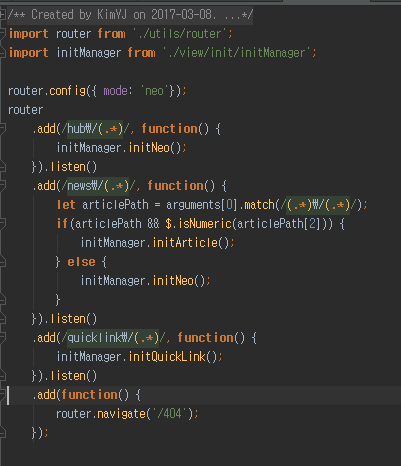 /** Created by KimYJ on 2017-03-08. ...*/
import router from './utils/router';
import initManager from './view/init/initManager';

router.config({ mode: 'neo'});
router
    .add(/hub₩/(.*)/, function() {
        initManager.initNeo();
    }).listen()
    .add(/news₩/(.*)/, function() {
        let articlePath = arguments[0].match(/(.*)₩/(.*)/);
        if(articlePath && $.isNumeric(articlePath[2])) {
            initManager.initArticle();
        } else {
            initManager.initNeo();
        }
    }).listen()
    .add(/quicklink₩/(.*)/, function() {
        initManager.initQuickLink();
    }).listen()
    .add(function() {
        router.navigate('/404');
    });